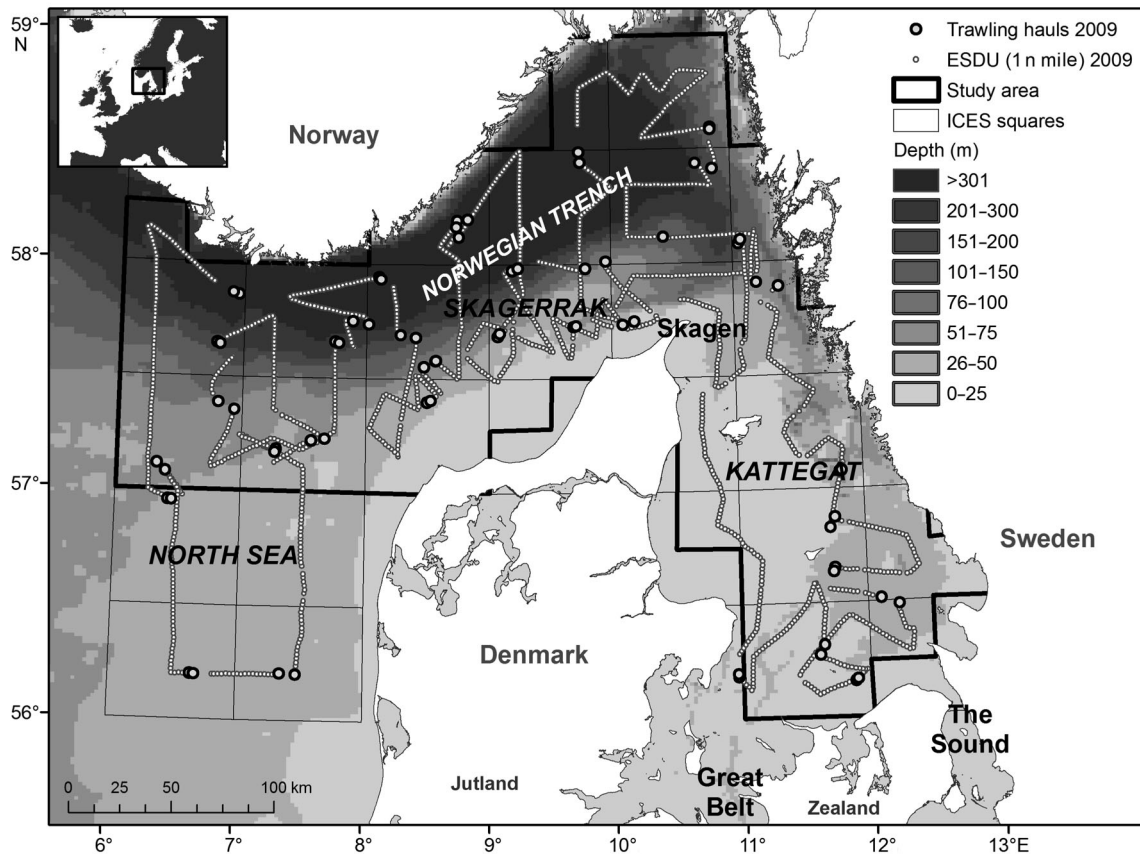 59°
N
58°
57°
56°
Norway
NORWEGIAN TRENCH
SKAGERRAK
Skagen
KATTEGAT
NORTH SEA
Sweden
Denmark
The
Sound
Great
Belt
Jutland
Zealand
Trawling hauls 2009
ESDU (1 n mile) 2009
Study area
ICES squares
Depth (m)
>301
201–300
151–200
101–150
76–100
51–75
26–50
0–25
0 25 50 100 km
6° 7° 8° 9° 10° 11° 12° 13°E